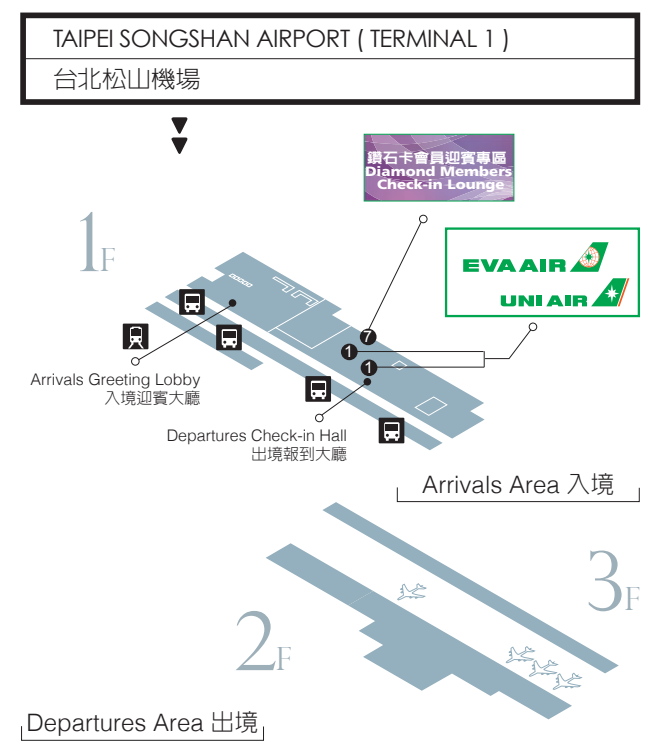 TAIPEI SONGSHAN AIRPORT ( TERMINAL 1 )
台北松山機場
鑽石卡會員迎賓專區
Diamond Members
Check-in Lounge
1F
EVA AIR
UNI AIR
7
1
1
Arrivals Greeting Lobby
入境迎賓大廳
Departures Check-in Hall
出境報到大廳
Arrivals Area 入境
3F
2F
Departures Area 出境